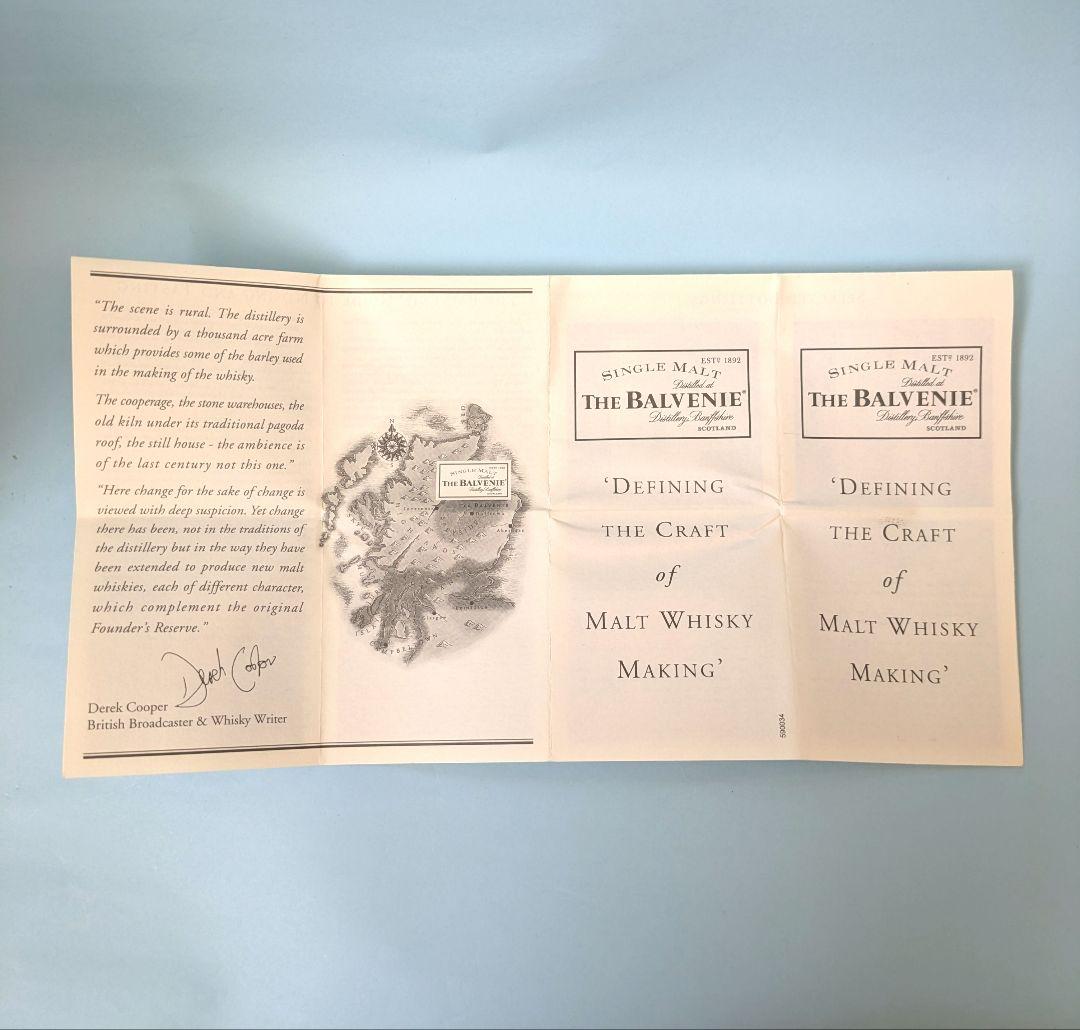 “The scene is rural. The distillery is
surrounded by a thousand acre farm
which provides some of the barley used
in the making of the whisky.
The cooperage, the stone warehouses, the
old kiln under its traditional pagoda
roof, the still house - the ambience is
of the last century not this one.”
“Here change for the sake of change is
viewed with deep suspicion. Yet change
there has been, not in the traditions of
the distillery but in the way they have
been extended to produce new malt
whiskies, each of different character,
which complement the original
Founder’s Reserve.”
Derek Cooper
Derek Cooper
British Broadcaster & Whisky Writer
N
SINGLE MALT
THE BALVENIE
THE BALVENIE
Glasgow
ESTD 1892
SINGLE MALT
Distilled at
THE BALVENIE®
Distillery, Banffshire
SCOTLAND
‘DEFINING
THE CRAFT
of
MALT WHISKY
MAKING’
590034
ESTD 1892
SINGLE MALT
Distilled at
THE BALVENIE®
Distillery, Banffshire
SCOTLAND
‘DEFINING
THE CRAFT
of
MALT WHISKY
MAKING’